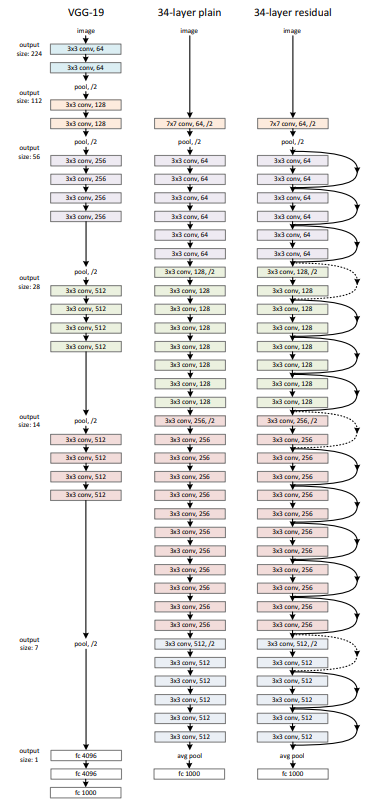 VGG-19
34-layer plain
34-layer residual
output
size: 224
output
size: 112
output
size: 56
output
size: 28
output
size: 14
output
size: 7
output
size: 1
image
3x3 conv, 64
3x3 conv, 64
pool, /2
3x3 conv, 128
3x3 conv, 128
pool, /2
3x3 conv, 256
3x3 conv, 256
3x3 conv, 256
3x3 conv, 256
pool, /2
3x3 conv, 512
3x3 conv, 512
3x3 conv, 512
3x3 conv, 512
pool, /2
3x3 conv, 512
3x3 conv, 512
3x3 conv, 512
3x3 conv, 512
pool, /2
fc 4096
fc 4096
fc 1000
image
7x7 conv, 64, /2
pool, /2
3x3 conv, 64
3x3 conv, 64
3x3 conv, 64
3x3 conv, 64
3x3 conv, 64
3x3 conv, 64
3x3 conv, 128, /2
3x3 conv, 128
3x3 conv, 128
3x3 conv, 128
3x3 conv, 128
3x3 conv, 128
3x3 conv, 128
3x3 conv, 128
3x3 conv, 256, /2
3x3 conv, 256
3x3 conv, 256
3x3 conv, 256
3x3 conv, 256
3x3 conv, 256
3x3 conv, 256
3x3 conv, 256
3x3 conv, 256
3x3 conv, 256
3x3 conv, 256
3x3 conv, 256
3x3 conv, 512, /2
3x3 conv, 512
3x3 conv, 512
3x3 conv, 512
3x3 conv, 512
3x3 conv, 512
avg pool
fc 1000
image
7x7 conv, 64, /2
pool, /2
3x3 conv, 64
3x3 conv, 64
3x3 conv, 64
3x3 conv, 64
3x3 conv, 64
3x3 conv, 64
3x3 conv, 128, /2
3x3 conv, 128
3x3 conv, 128
3x3 conv, 128
3x3 conv, 128
3x3 conv, 128
3x3 conv, 128
3x3 conv, 128
3x3 conv, 256, /2
3x3 conv, 256
3x3 conv, 256
3x3 conv, 256
3x3 conv, 256
3x3 conv, 256
3x3 conv, 256
3x3 conv, 256
3x3 conv, 256
3x3 conv, 256
3x3 conv, 256
3x3 conv, 256
3x3 conv, 512, /2
3x3 conv, 512
3x3 conv, 512
3x3 conv, 512
3x3 conv, 512
3x3 conv, 512
avg pool
fc 1000